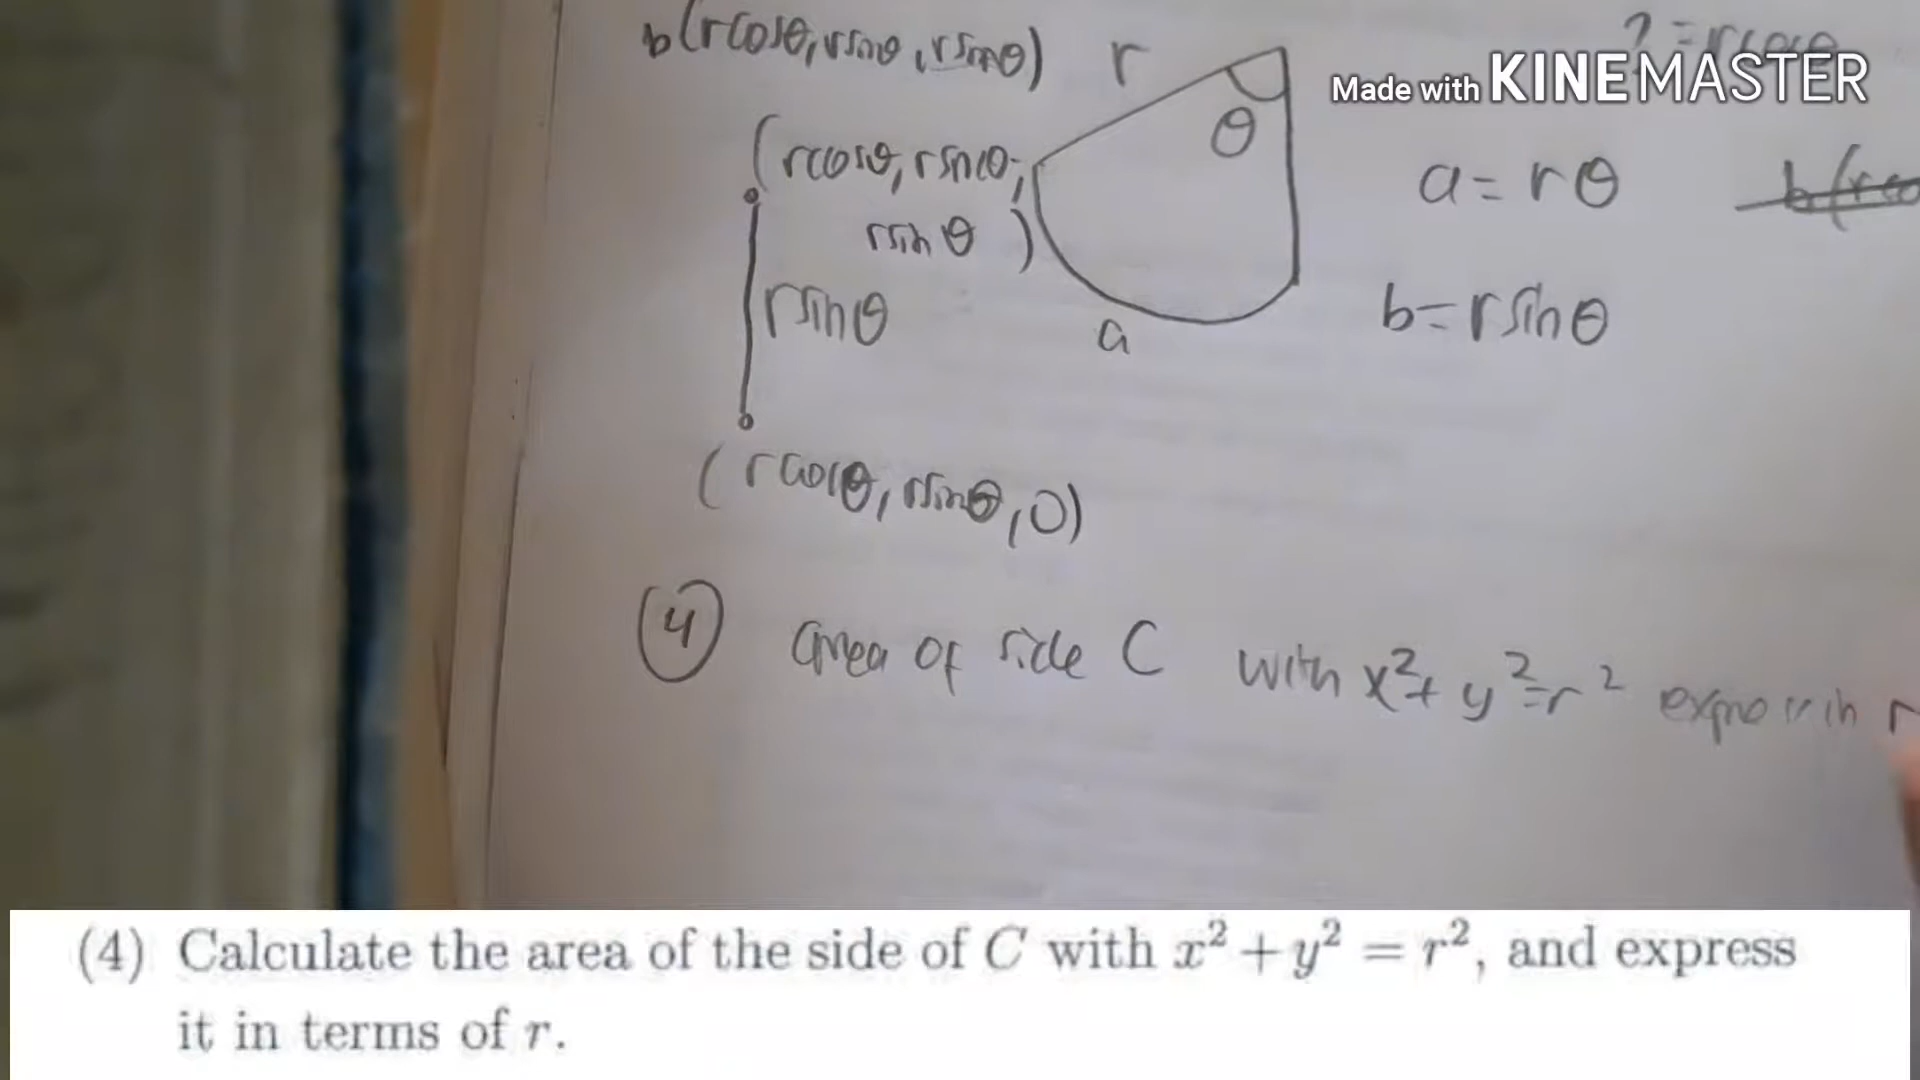 b(rcosθ, rsinθ, rsinθ)
r
? = rcosθ
Made with KINEMASTER
θ
(rcosθ, rsinθ,
rsinθ)
a = rθ
rsinθ
b = rsinθ
a
(rcosθ, rsinθ, 0)
4 area of side C with x²+ y²=r² express in r
(4) Calculate the area of the side of C with x² + y² = r², and express
it in terms of r.